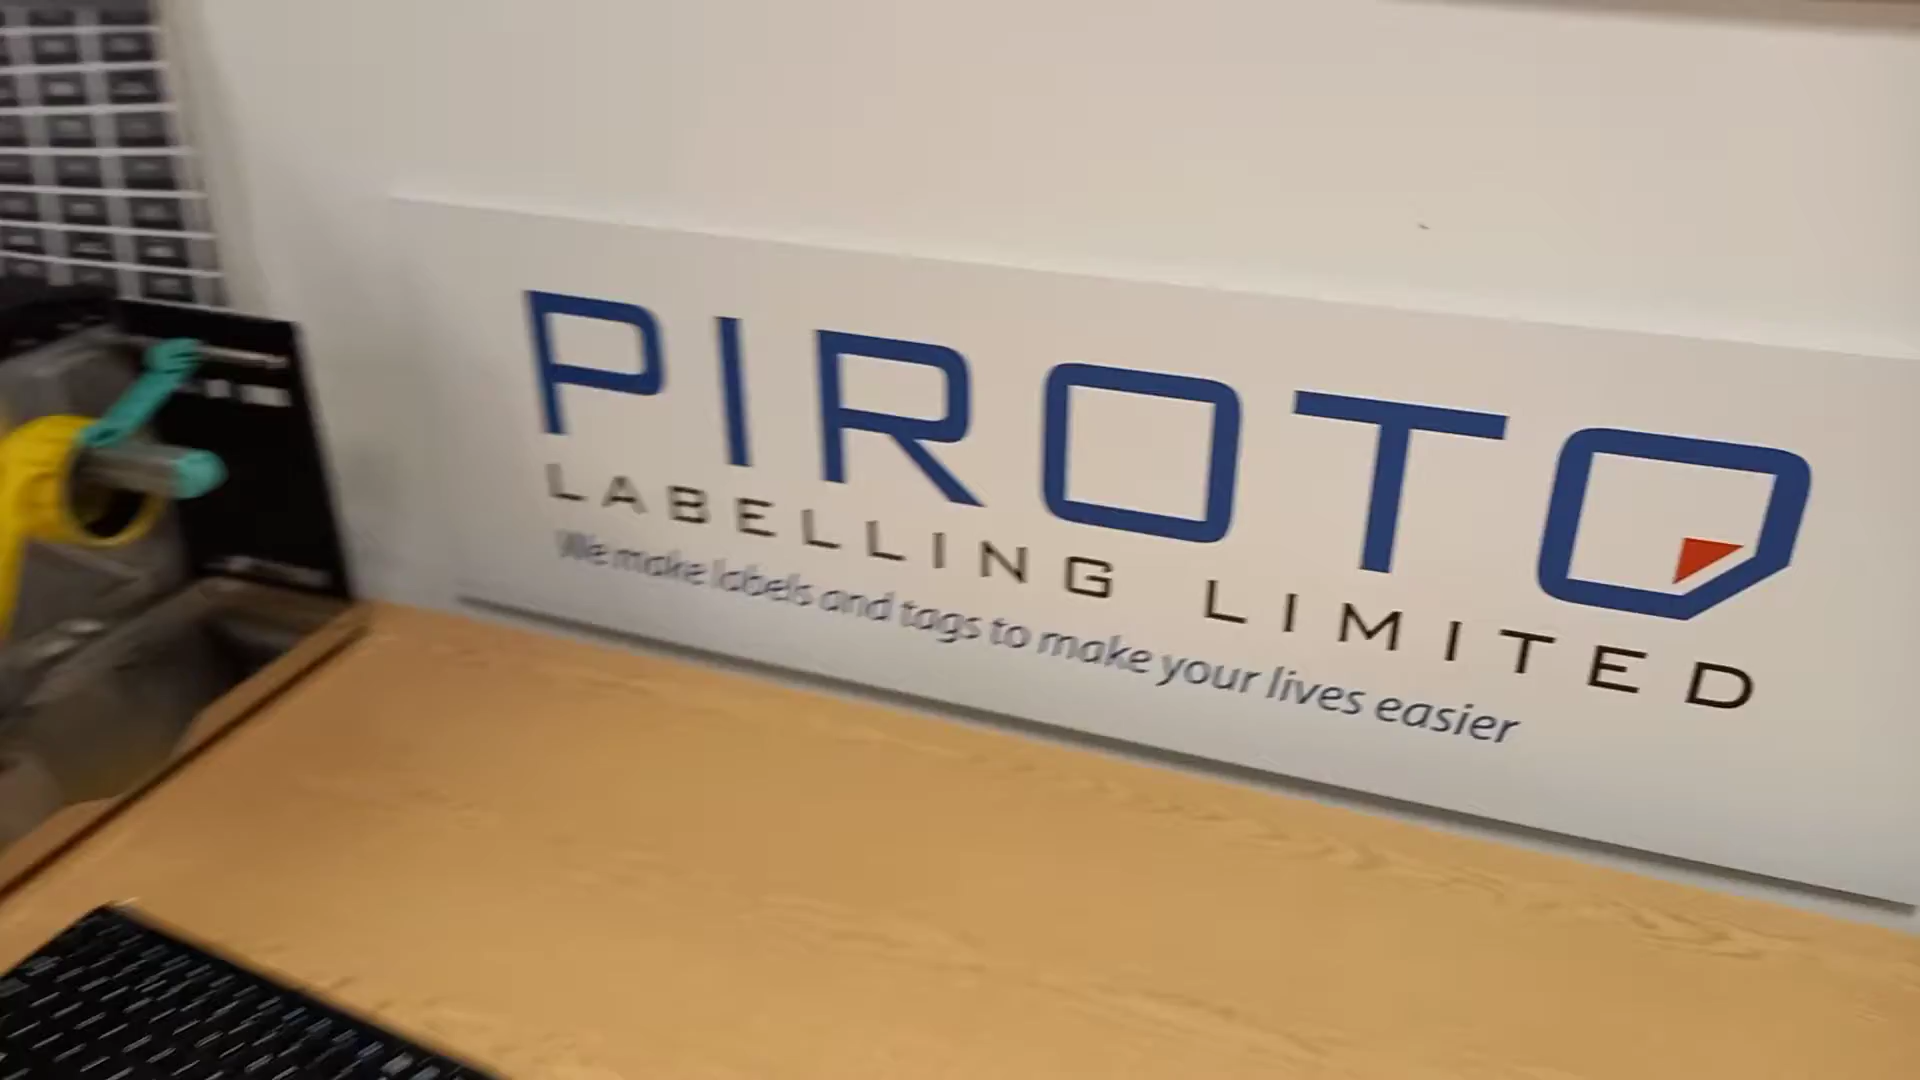 PIROTO
LABELLING LIMITED
We make labels and tags to make your lives easier